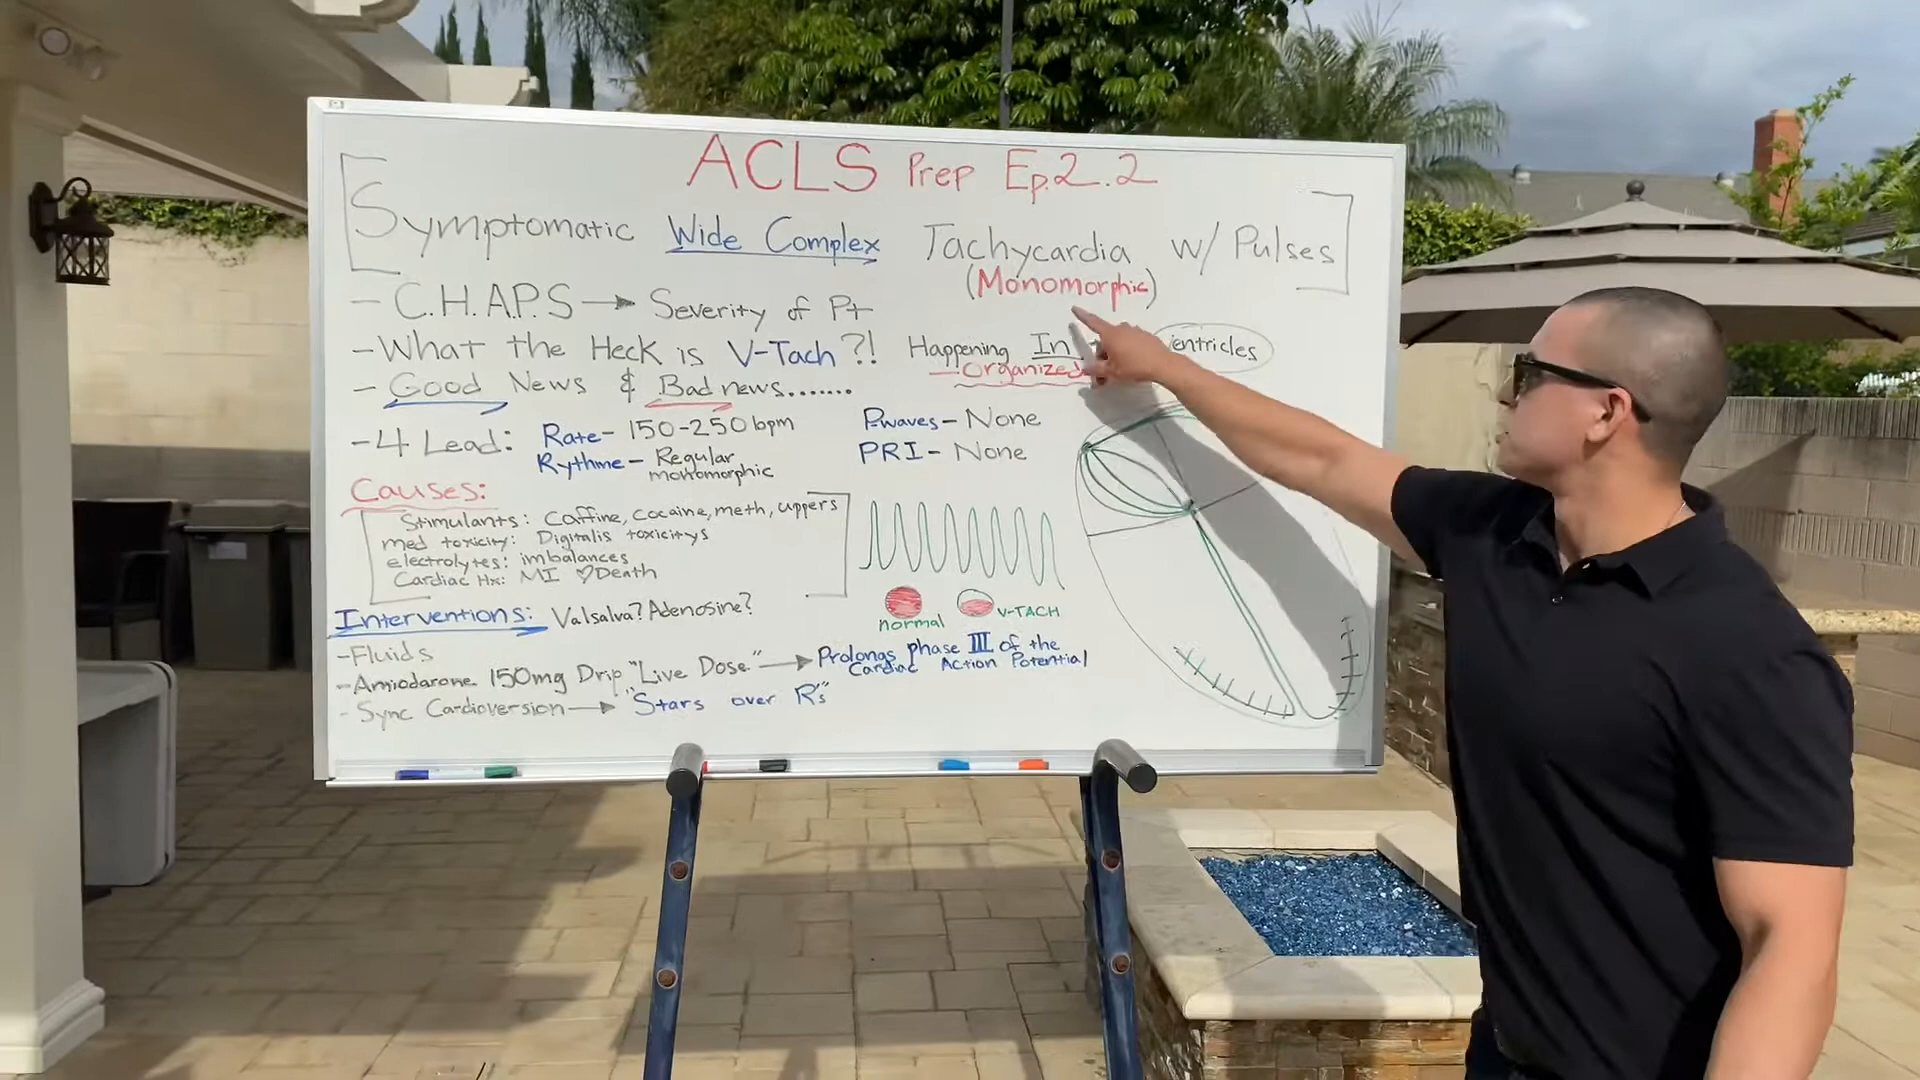 ACLS Prep Ep.2.2
Symptomatic Wide Complex Tachycardia w/ Pulses
(Monomorphic)
- C.H.A.P.S → Severity of Pt
- What the Heck is V-Tach?! Happening In
Organized
- Good News & Bad news.......
- 4 Lead: Rate- 150-250 bpm
Rythme- Regular
monomorphic
P.waves- None
PRI- None
Causes:
Stimulants: Caffine, cocaine, meth, uppers
med toxicity: Digitalis toxicitys
electrolytes: imbalances
Cardiac Hx: MI ♡Death
normal
V-TACH
Interventions: Valsalva? Adenosine?
-Fluids
-Amiodarone 150mg Drip "Live Dose" → Prolongs phase III of the
Cardiac Action Potential
- Sync Cardioversion → "Stars over R's"